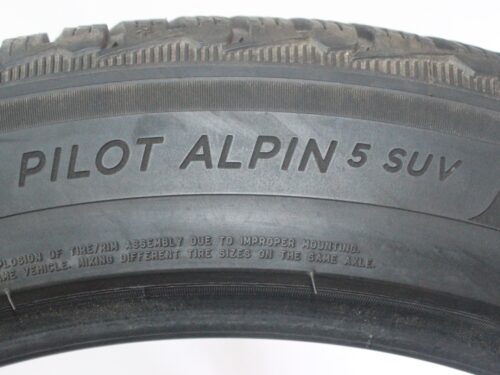 PILOT ALPIN 5 SUV
PLOSION OF TIRE/RIM ASSEMBLY DUE TO IMPROPER MOUNTING.
AME VEHICLE. MIXING DIFFERENT TIRE SIZES ON THE SAME AXLE.